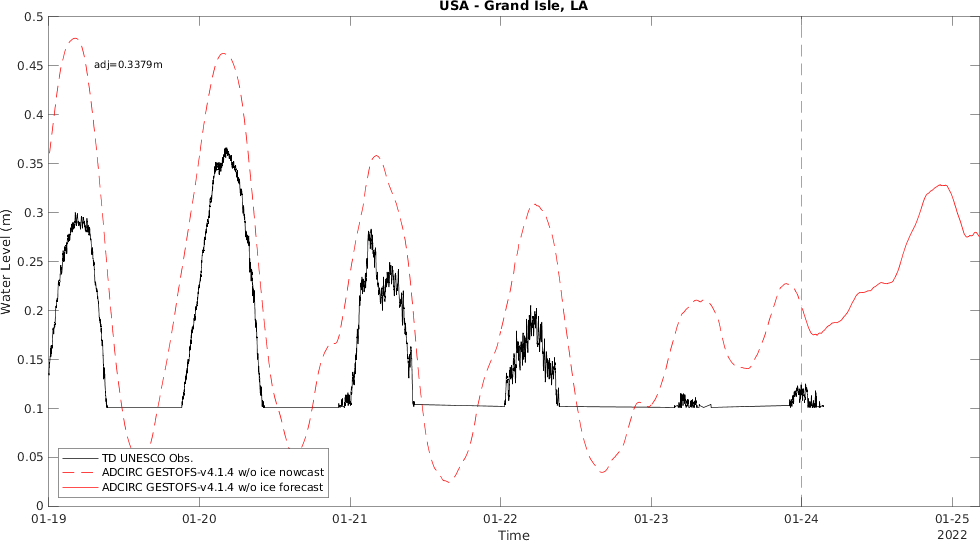 USA - Grand Isle, LA
adj=0.3379m
Water Level (m)
0.5
0.45
0.4
0.35
0.3
0.25
0.2
0.15
0.1
0.05
0
TD UNESCO Obs.
ADCIRC GESTOFS-v4.1.4 w/o ice nowcast
ADCIRC GESTOFS-v4.1.4 w/o ice forecast
01-19 01-20 01-21 01-22 01-23 01-24 01-25
Time
2022